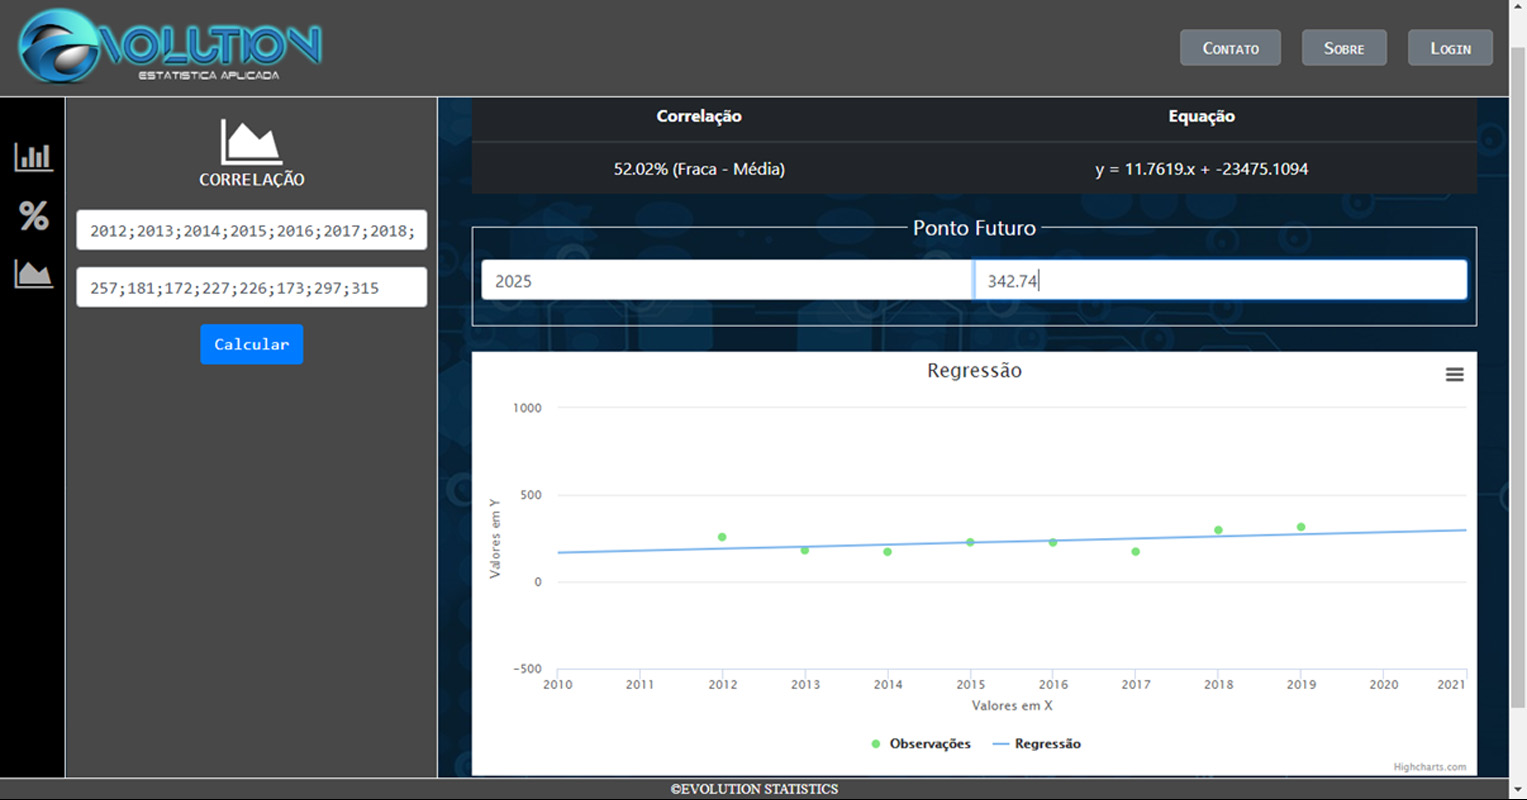 EVOLUTION
ESTATISTICA APLICADA
Contato
Sobre
Login
CORRELAÇÃO
2012;2013;2014;2015;2016;2017;2018;
257;181;172;227;226;173;297;315
Calcular
Correlação Equação
52.02% (Fraca - Média) y = 11.7619.x + -23475.1094
Ponto Futuro
2025 342.74
Regressão
1000
500
0
-500
Valores em Y
2010 2011 2012 2013 2014 2015 2016 2017 2018 2019 2020 2021
Valores em X
Observações Regressão
Highcharts.com
©EVOLUTION STATISTICS